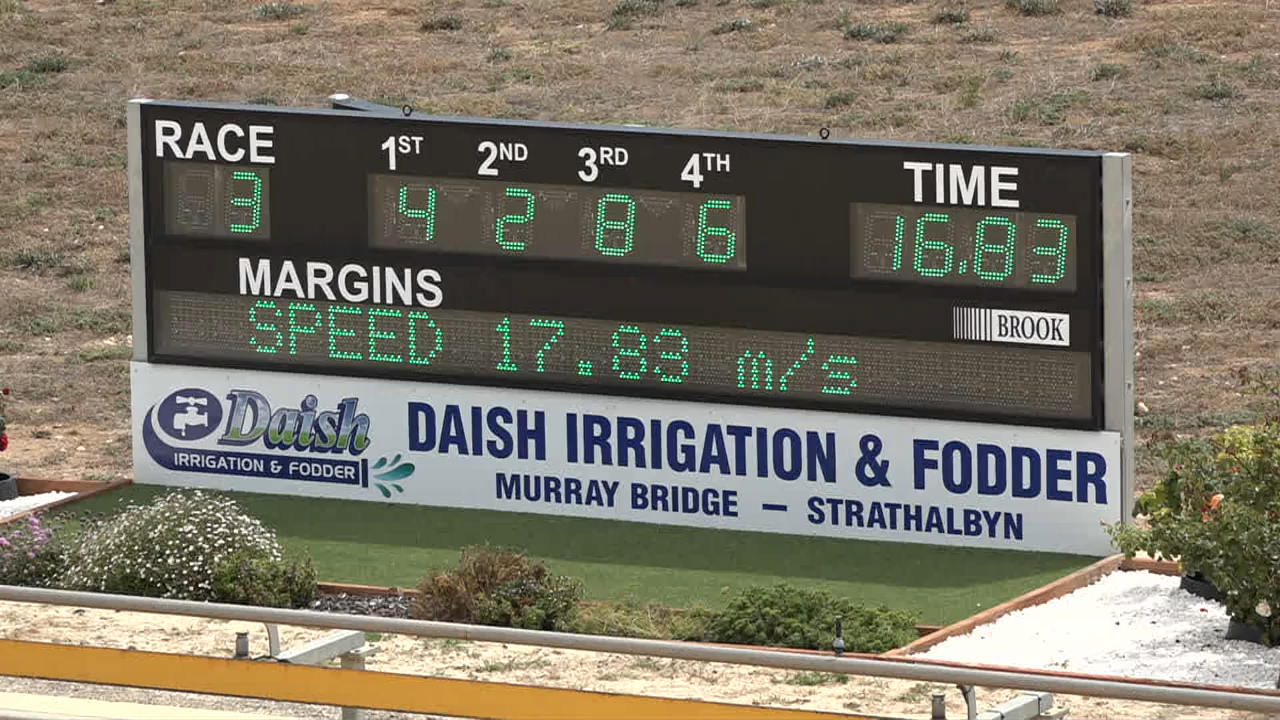 RACE 1ST 2ND 3RD 4TH TIME
3 4 2 8 6 16.83
MARGINS
BROOK
SPEED 17.83 m/s
Daish
IRRIGATION & FODDER
DAISH IRRIGATION & FODDER
MURRAY BRIDGE – STRATHALBYN